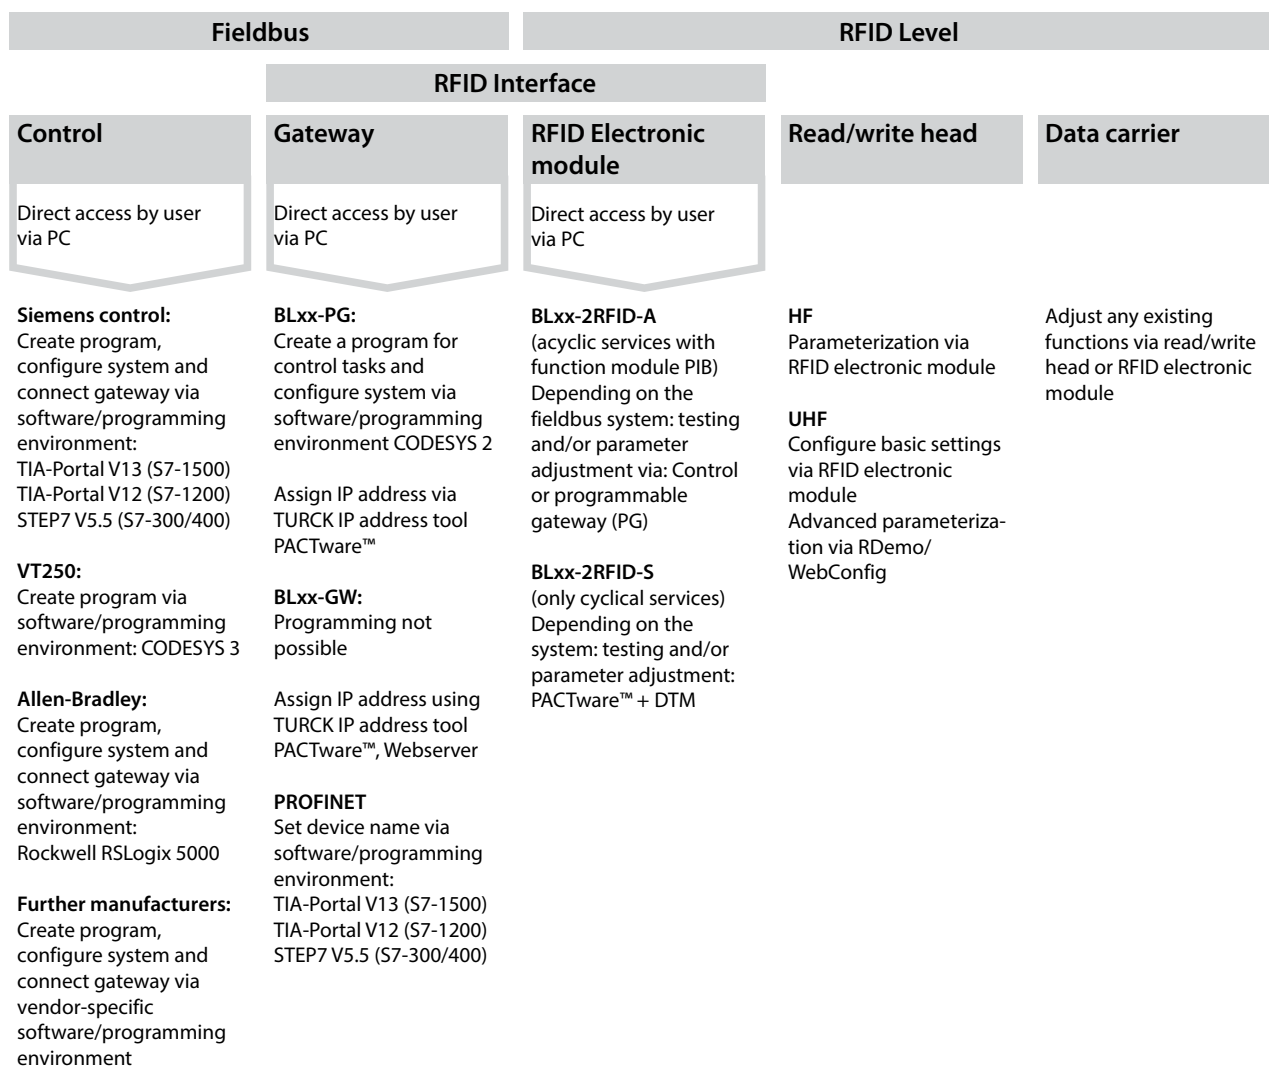 Fieldbus
RFID Level
RFID Interface
Control
Direct access by user
via PC
Siemens control:
Create program,
configure system and
connect gateway via
software/programming
environment:
TIA-Portal V13 (S7-1500)
TIA-Portal V12 (S7-1200)
STEP7 V5.5 (S7-300/400)
VT250:
Create program via
software/programming
environment: CODESYS 3
Allen-Bradley:
Create program,
configure system and
connect gateway via
software/programming
environment:
Rockwell RSLogix 5000
Further manufacturers:
Create program,
configure system and
connect gateway via
vendor-specific
software/programming
environment
Gateway
Direct access by user
via PC
BLxx-PG:
Create a program for
control tasks and
configure system via
software/programming
environment CODESYS 2
Assign IP address via
TURCK IP address tool
PACTware™
BLxx-GW:
Programming not
possible
Assign IP address using
TURCK IP address tool
PACTware™, Webserver
PROFINET
Set device name via
software/programming
environment:
TIA-Portal V13 (S7-1500)
TIA-Portal V12 (S7-1200)
STEP7 V5.5 (S7-300/400)
RFID Electronic
module
Direct access by user
via PC
BLxx-2RFID-A
(acyclic services with
function module PIB)
Depending on the
fieldbus system: testing
and/or parameter
adjustment via: Control
or programmable
gateway (PG)
BLxx-2RFID-S
(only cyclical services)
Depending on the
system: testing and/or
parameter adjustment:
PACTware™ + DTM
Read/write head
HF
Parameterization via
RFID electronic module
UHF
Configure basic settings
via RFID electronic
module
Advanced parameteriza-
tion via RDemo/
WebConfig
Data carrier
Adjust any existing
functions via read/write
head or RFID electronic
module